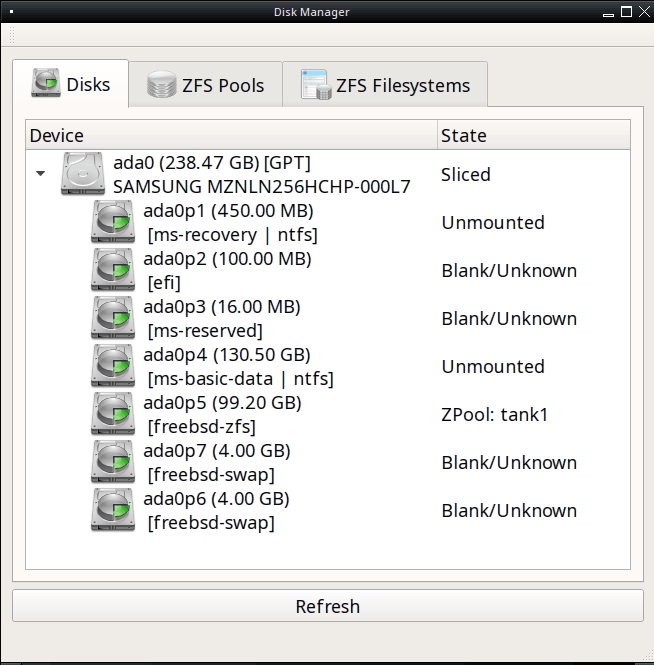 Disk Manager
Disks
ZFS Pools
ZFS Filesystems
Device
State
ada0 (238.47 GB) [GPT]
SAMSUNG MZNLN256HCHP-000L7
Sliced
ada0p1 (450.00 MB)
[ms-recovery | ntfs]
Unmounted
ada0p2 (100.00 MB)
[efi]
Blank/Unknown
ada0p3 (16.00 MB)
[ms-reserved]
Blank/Unknown
ada0p4 (130.50 GB)
[ms-basic-data | ntfs]
Unmounted
ada0p5 (99.20 GB)
[freebsd-zfs]
ZPool: tank1
ada0p7 (4.00 GB)
[freebsd-swap]
Blank/Unknown
ada0p6 (4.00 GB)
[freebsd-swap]
Blank/Unknown
Refresh